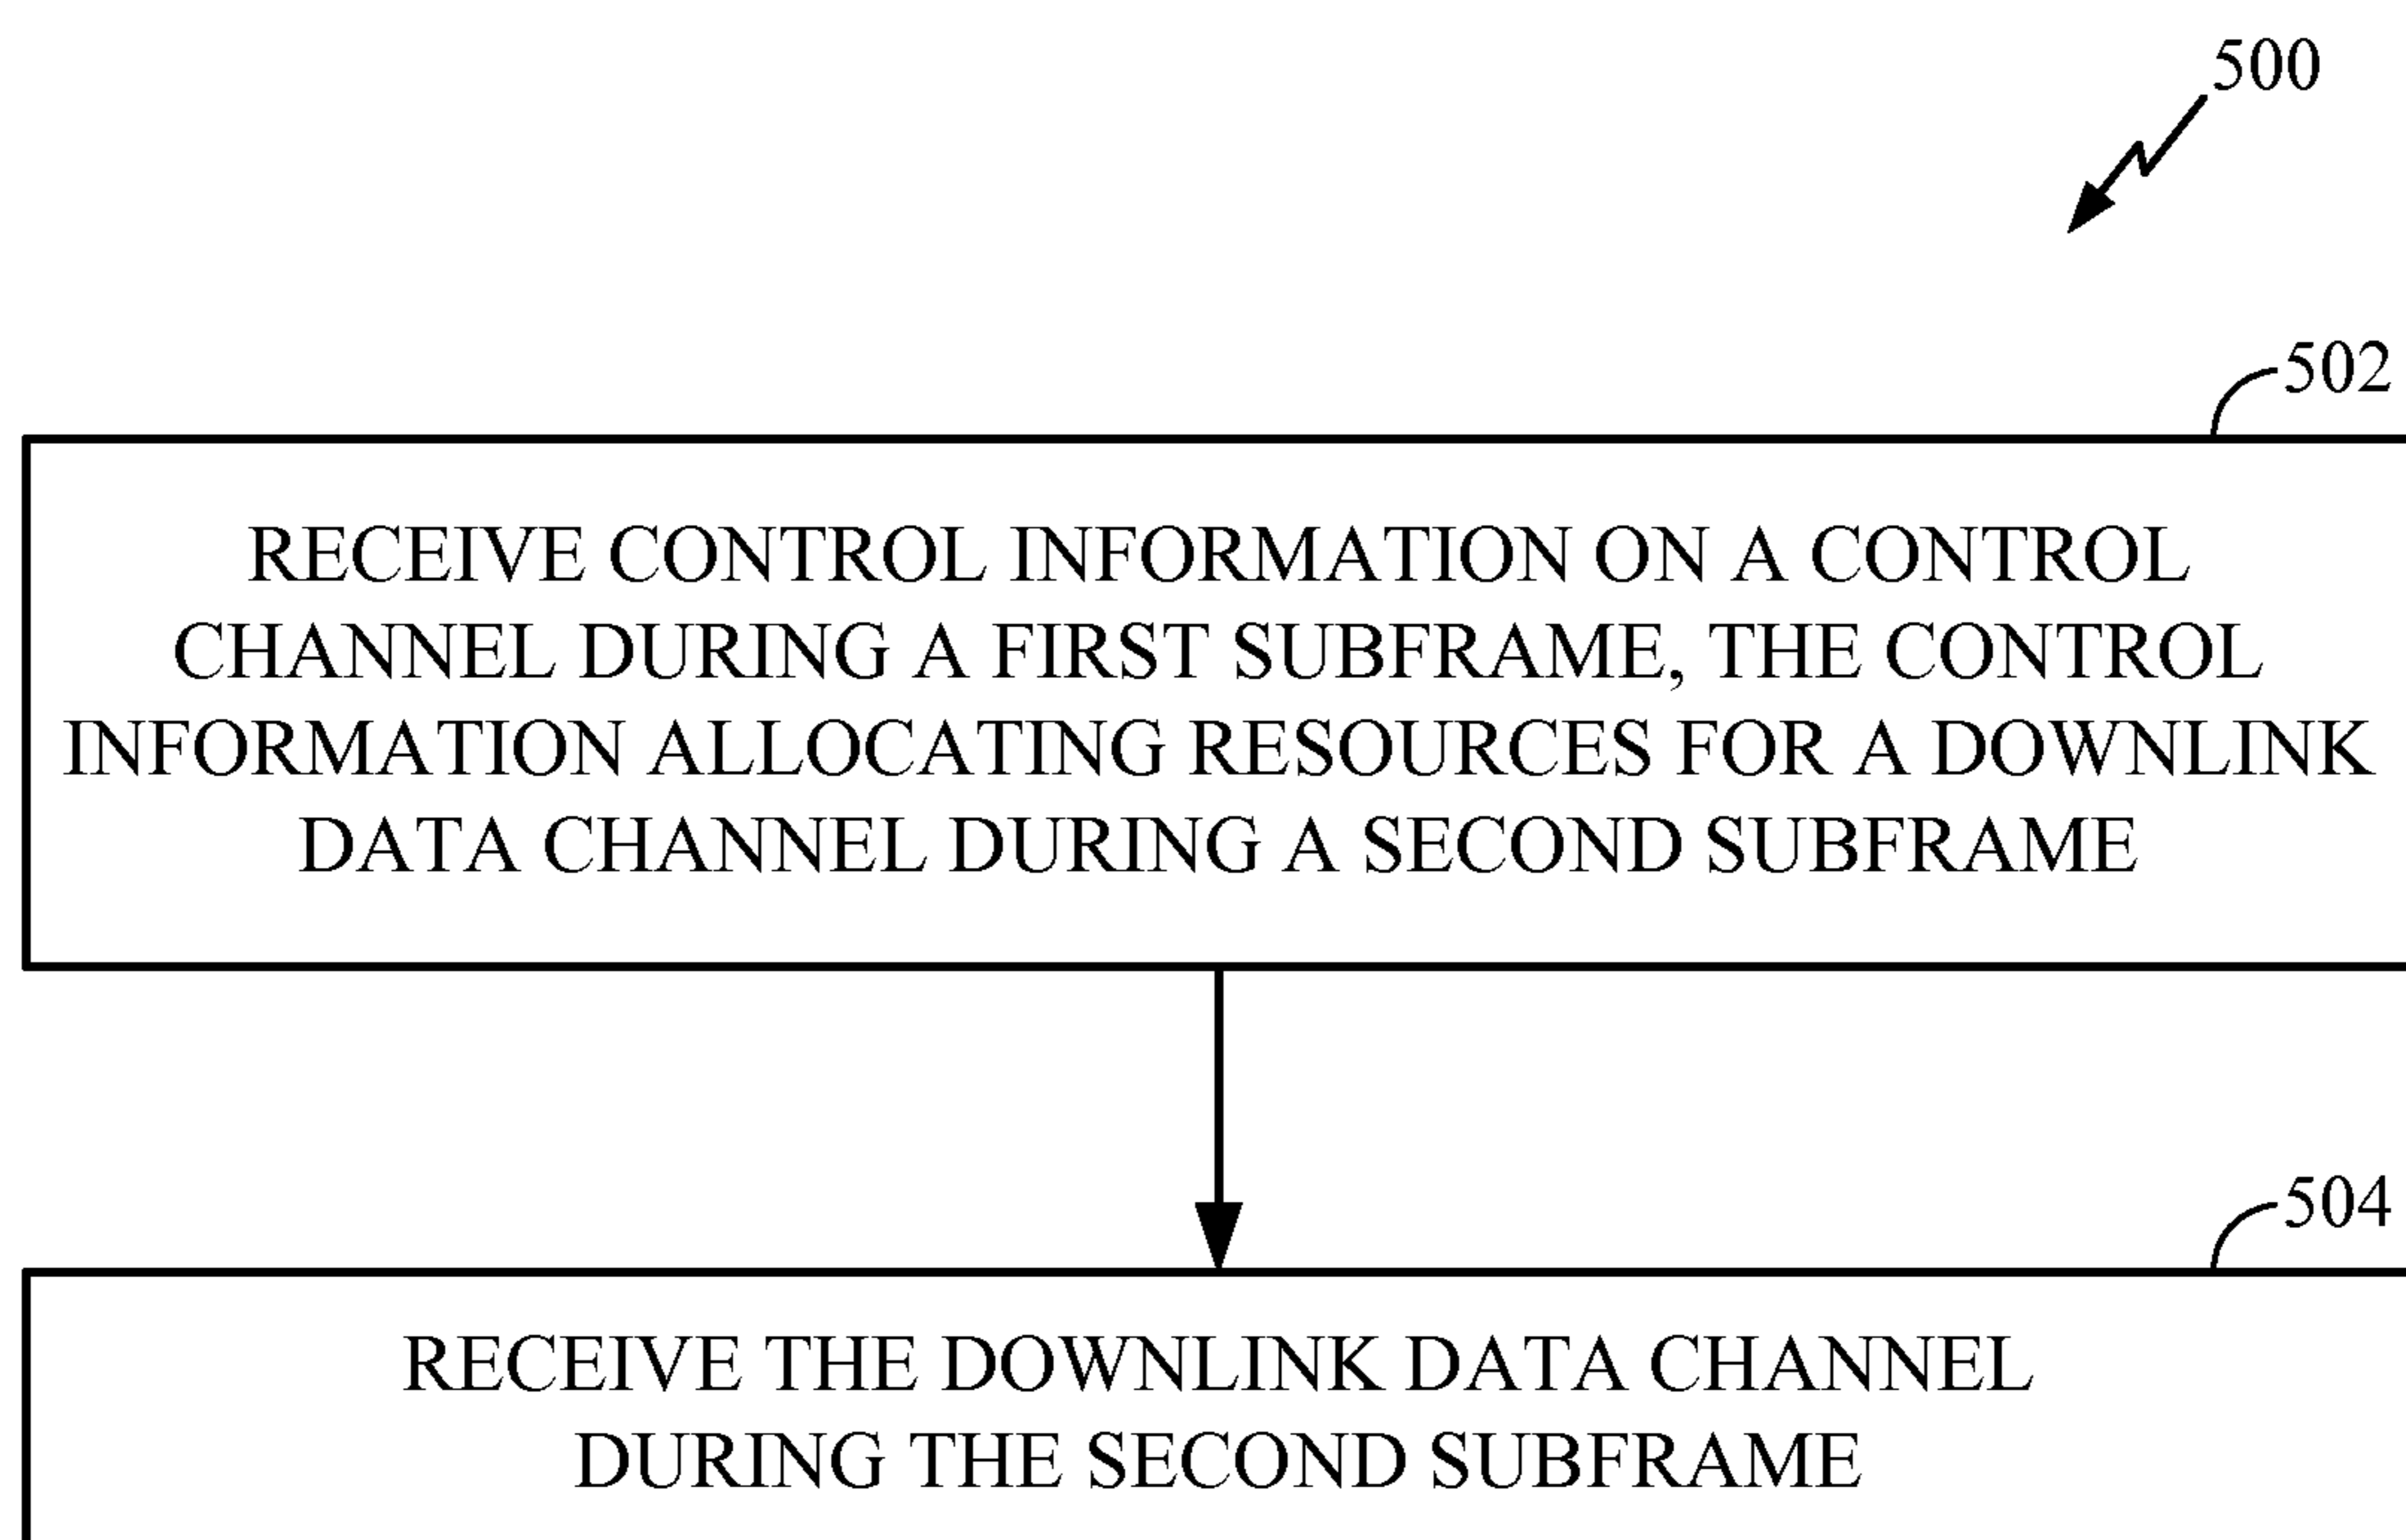 500
502
RECEIVE CONTROL INFORMATION ON A CONTROL
CHANNEL DURING A FIRST SUBFRAME, THE CONTROL
INFORMATION ALLOCATING RESOURCES FOR A DOWNLINK
DATA CHANNEL DURING A SECOND SUBFRAME
504
RECEIVE THE DOWNLINK DATA CHANNEL
DURING THE SECOND SUBFRAME